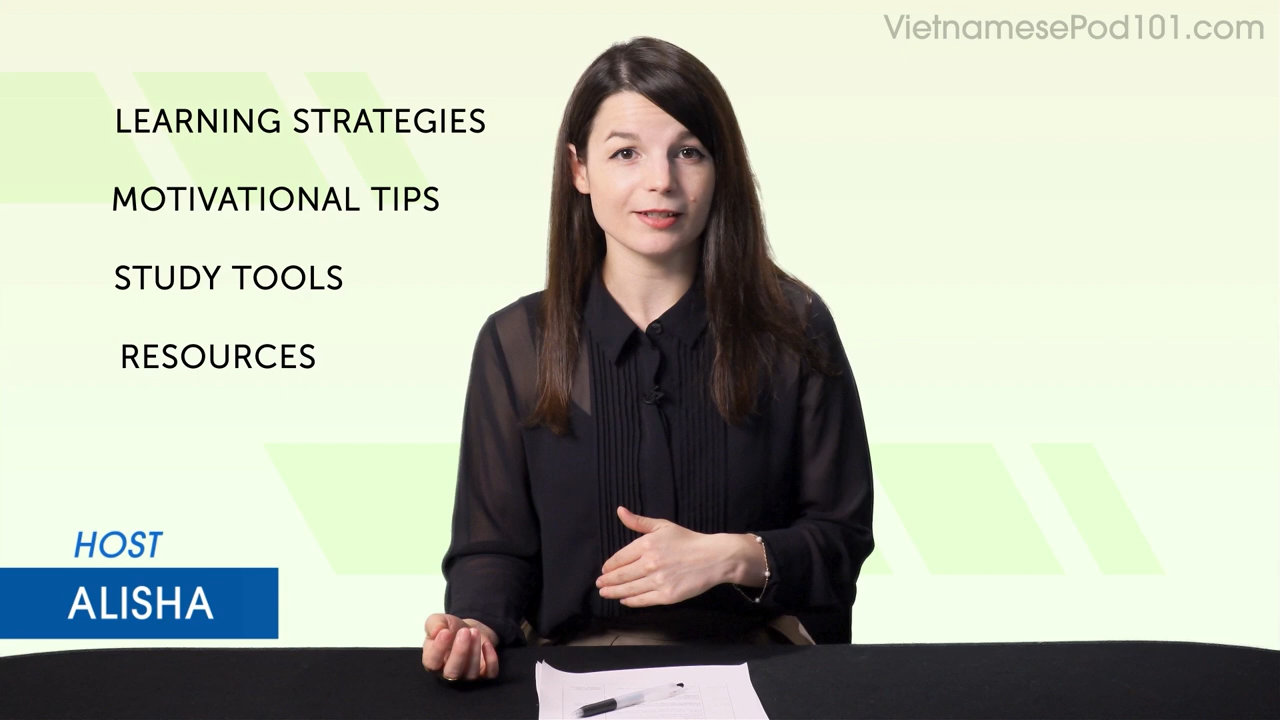 VietnamesePod101.com
LEARNING STRATEGIES
MOTIVATIONAL TIPS
STUDY TOOLS
RESOURCES
HOST
ALISHA